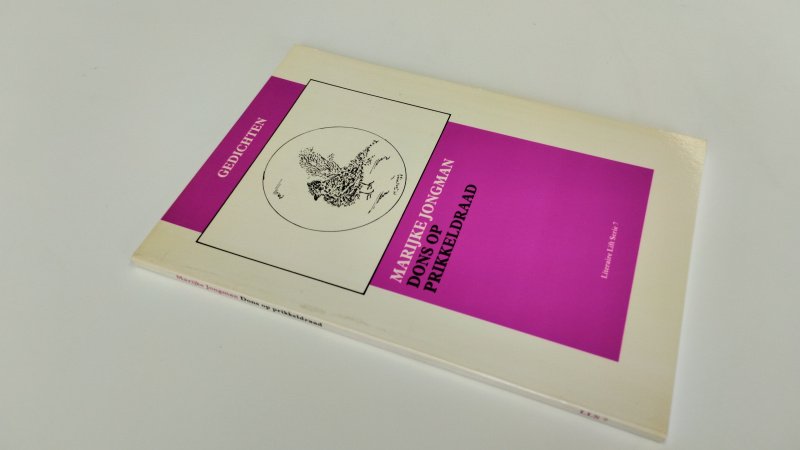 GEDICHTEN
MARIJKE JONGMAN
DONS OP
PRIKKELDRAAD
Literaire Lift Serie 7
Marijke Jongman Dons op prikkeldraad
LLS 7